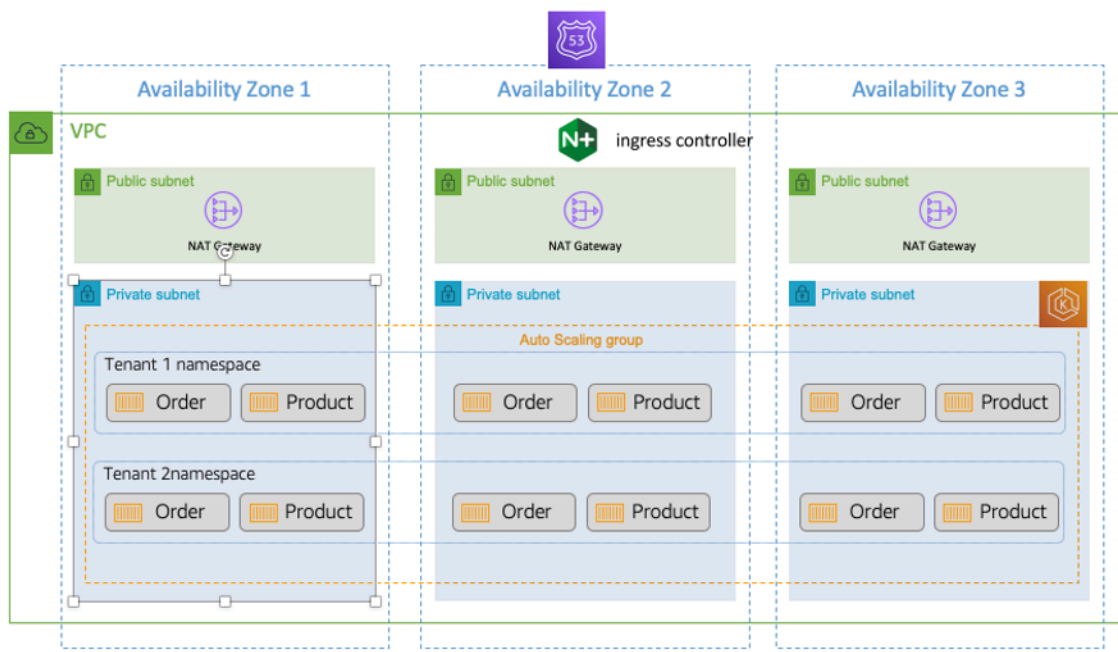 53
Availability Zone 1
Availability Zone 2
Availability Zone 3
VPC
N+
ingress controller
Public subnet
Public subnet
Public subnet
NAT Gateway
NAT Gateway
NAT Gateway
Private subnet
Private subnet
Private subnet
K
Auto Scaling group
Tenant 1 namespace
Order
Product
Order
Product
Order
Product
Tenant 2namespace
Order
Product
Order
Product
Order
Product